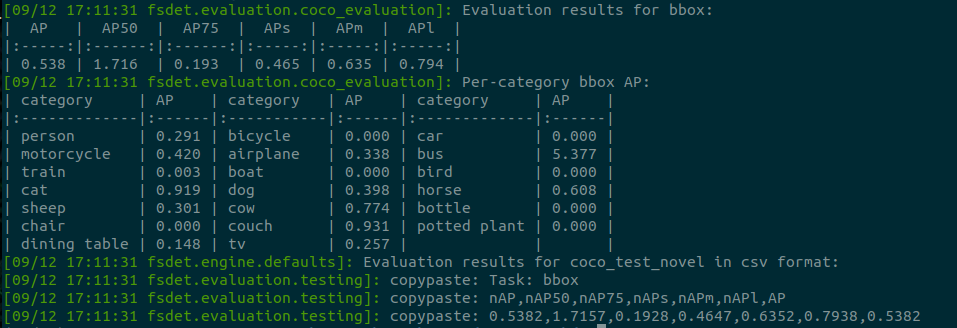 [09/12 17:11:31 fsdet.evaluation.coco_evaluation]: Evaluation results for bbox:
|  AP   | AP50  | AP75  |  APs  |  APm  |  APl  |
|:-----:|:-----:|:-----:|:-----:|:-----:|:-----:|
| 0.538 | 1.716 | 0.193 | 0.465 | 0.635 | 0.794 |
[09/12 17:11:31 fsdet.evaluation.coco_evaluation]: Per-category bbox AP:
| category     | AP    | category   | AP    | category     | AP    |
|:-------------|:------|:-----------|:------|:-------------|:------|
| person       | 0.291 | bicycle    | 0.000 | car          | 0.000 |
| motorcycle   | 0.420 | airplane   | 0.338 | bus          | 5.377 |
| train        | 0.003 | boat       | 0.000 | bird         | 0.000 |
| cat          | 0.919 | dog        | 0.398 | horse        | 0.608 |
| sheep        | 0.301 | cow        | 0.774 | bottle       | 0.000 |
| chair        | 0.000 | couch      | 0.931 | potted plant | 0.000 |
| dining table | 0.148 | tv         | 0.257 |              |       |
[09/12 17:11:31 fsdet.engine.defaults]: Evaluation results for coco_test_novel in csv format:
[09/12 17:11:31 fsdet.evaluation.testing]: copypaste: Task: bbox
[09/12 17:11:31 fsdet.evaluation.testing]: copypaste: nAP,nAP50,nAP75,nAPs,nAPm,nAPl,AP
[09/12 17:11:31 fsdet.evaluation.testing]: copypaste: 0.5382,1.7157,0.1928,0.4647,0.6352,0.7938,0.5382